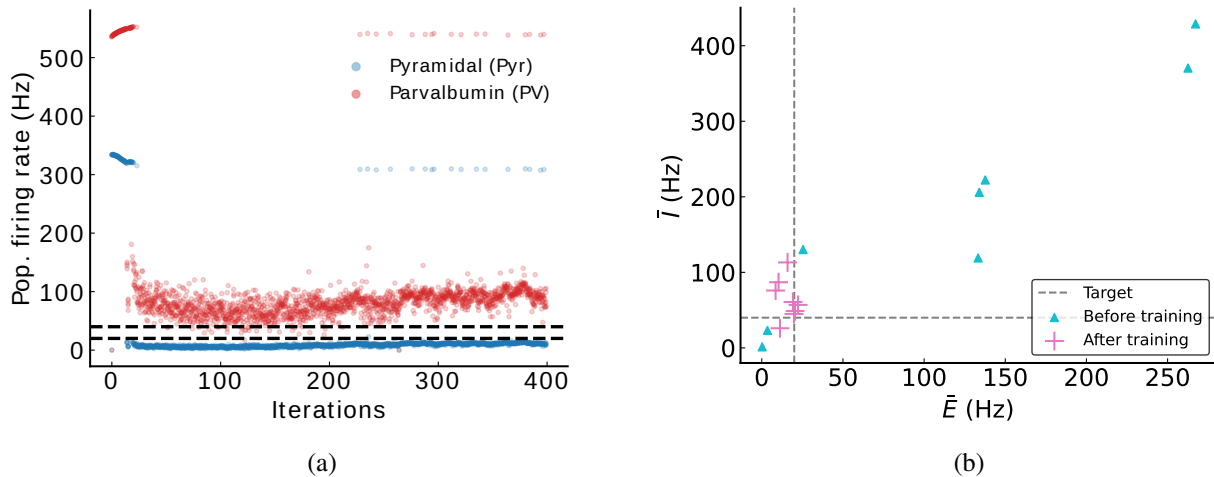 500
400
300
200
100
0
Pop. firing rate (Hz)
Pyramidal (Pyr)
Parvalbumin (PV)
0
100
200
300
400
Iterations
(a)
400
300
200
100
0
Ī (Hz)
Target
Before training
After training
0
50
100
150
200
250
Ē (Hz)
(b)